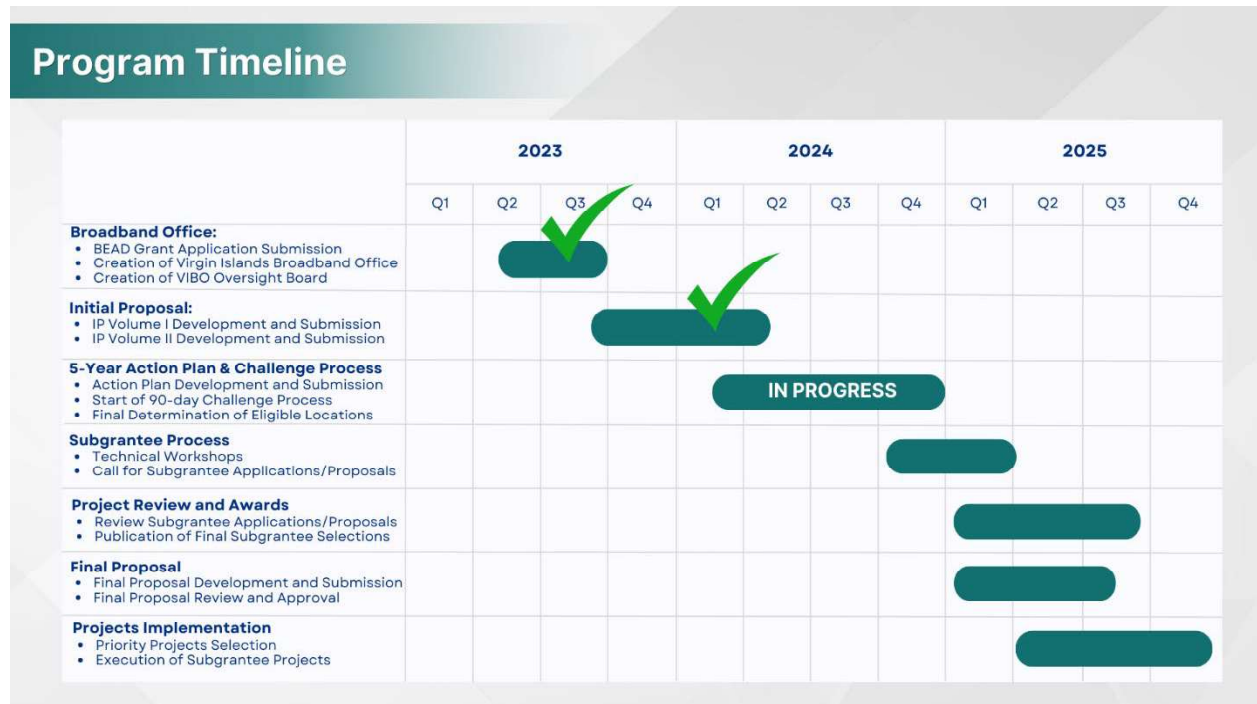 Program Timeline
2023 2024 2025
Q1 Q2 Q3 Q4 Q1 Q2 Q3 Q4 Q1 Q2 Q3 Q4
Broadband Office:
• BEAD Grant Application Submission
• Creation of Virgin Islands Broadband Office
• Creation of VIBO Oversight Board
Initial Proposal:
• IP Volume I Development and Submission
• IP Volume II Development and Submission
5-Year Action Plan & Challenge Process
• Action Plan Development and Submission
• Start of 90-day Challenge Process
• Final Determination of Eligible Locations
IN PROGRESS
Subgrantee Process
• Technical Workshops
• Call for Subgrantee Applications/Proposals
Project Review and Awards
• Review Subgrantee Applications/Proposals
• Publication of Final Subgrantee Selections
Final Proposal
• Final Proposal Development and Submission
• Final Proposal Review and Approval
Projects Implementation
• Priority Projects Selection
• Execution of Subgrantee Projects